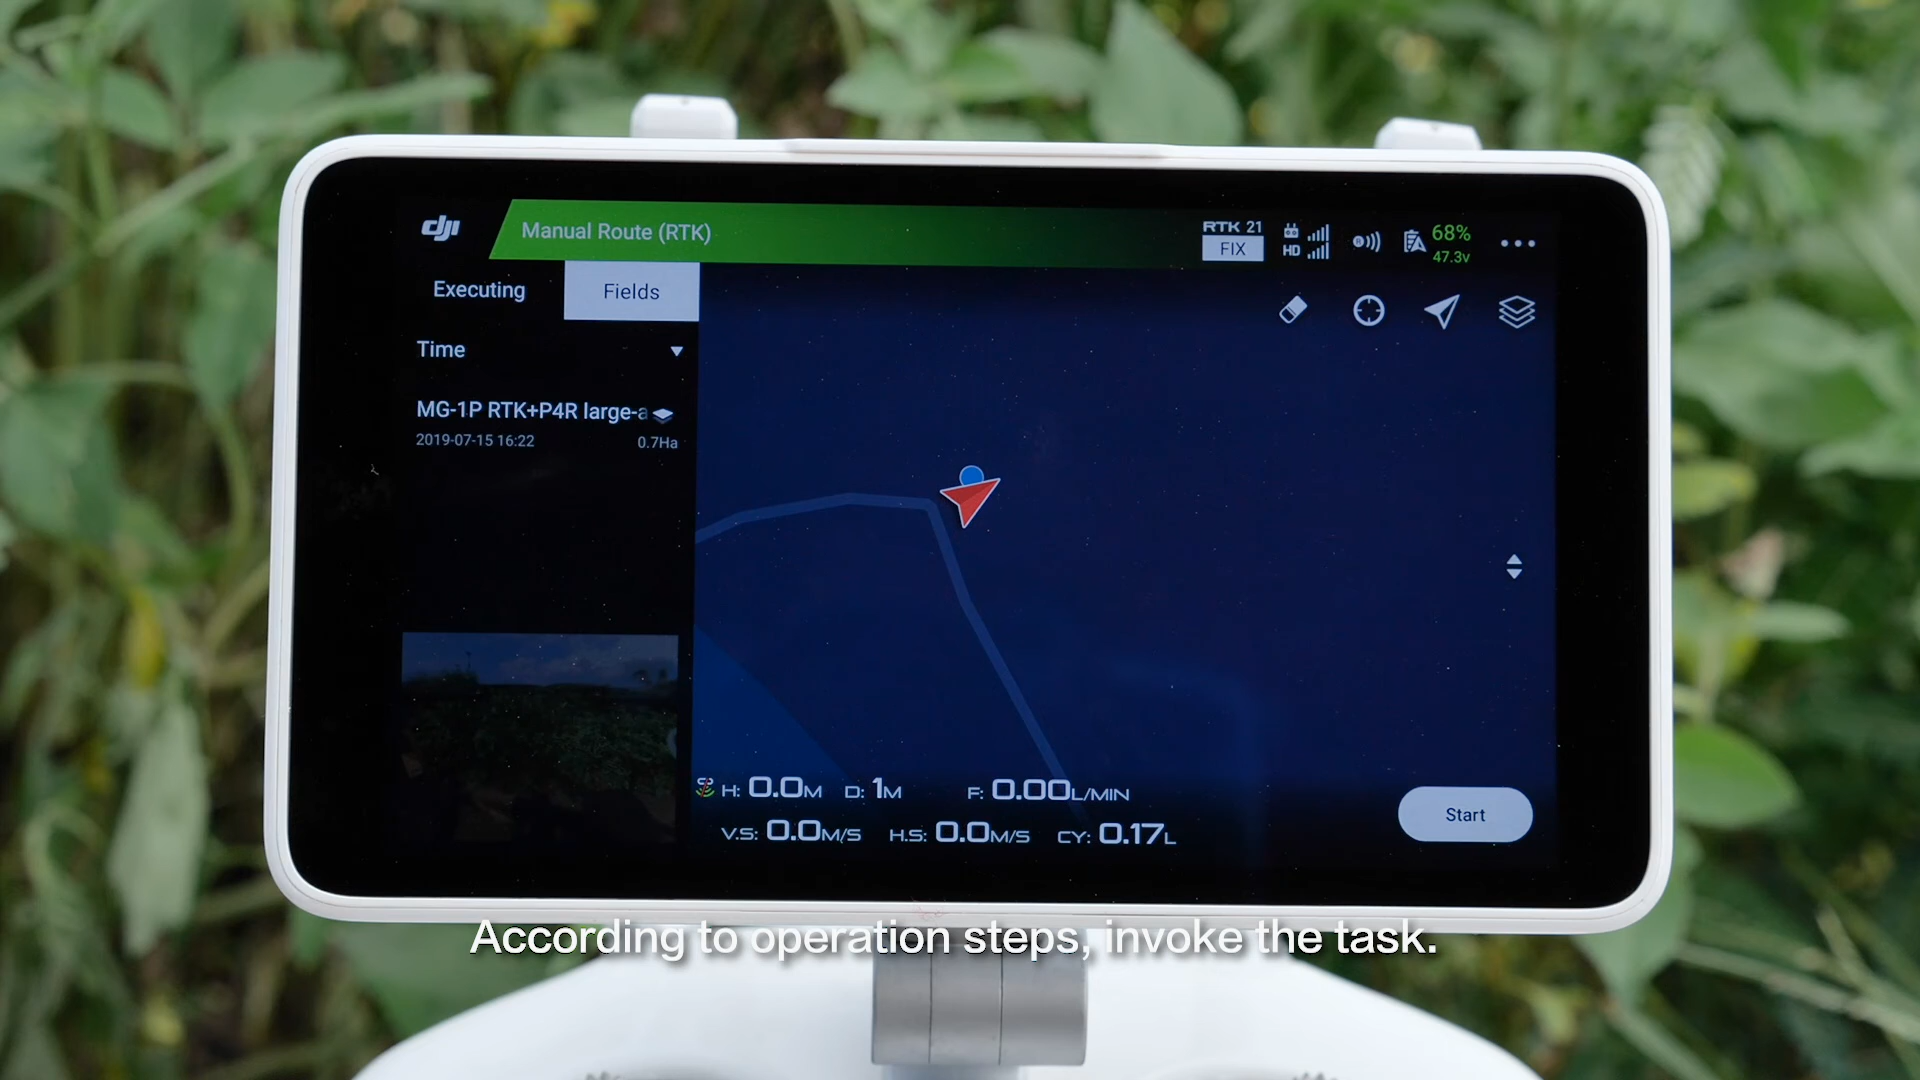 dji
Manual Route (RTK)
RTK 21
FIX
HD
68%
47.3v
Executing
Fields
Time
MG-1P RTK+P4R large-a
2019-07-15 16:22
0.7Ha
H: 0.0M D: 1M F: 0.00L/MIN
V.S: 0.0M/S H.S: 0.0M/S CY: 0.17L
Start
According to operation steps, invoke the task.